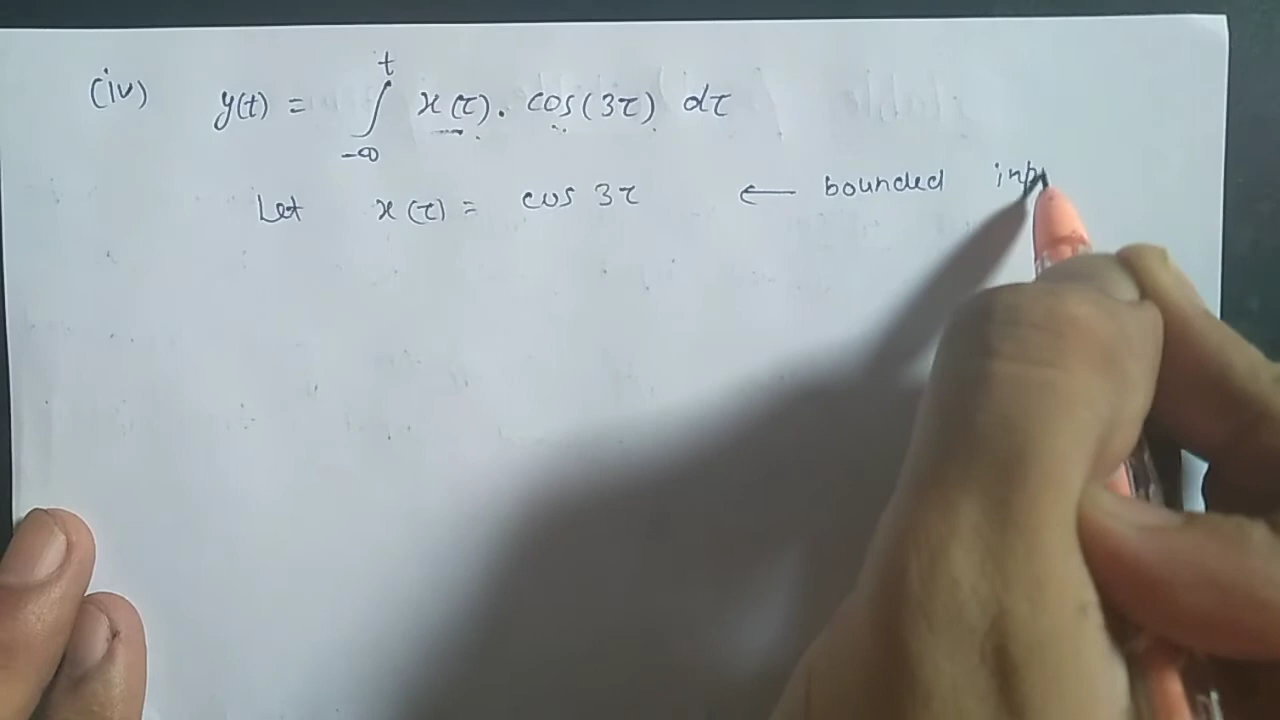 (iv) y(t) = ∫_{-∞}^{t} x(τ). cos(3τ) dτ
Let x(τ) = cos 3τ ← bounded inp